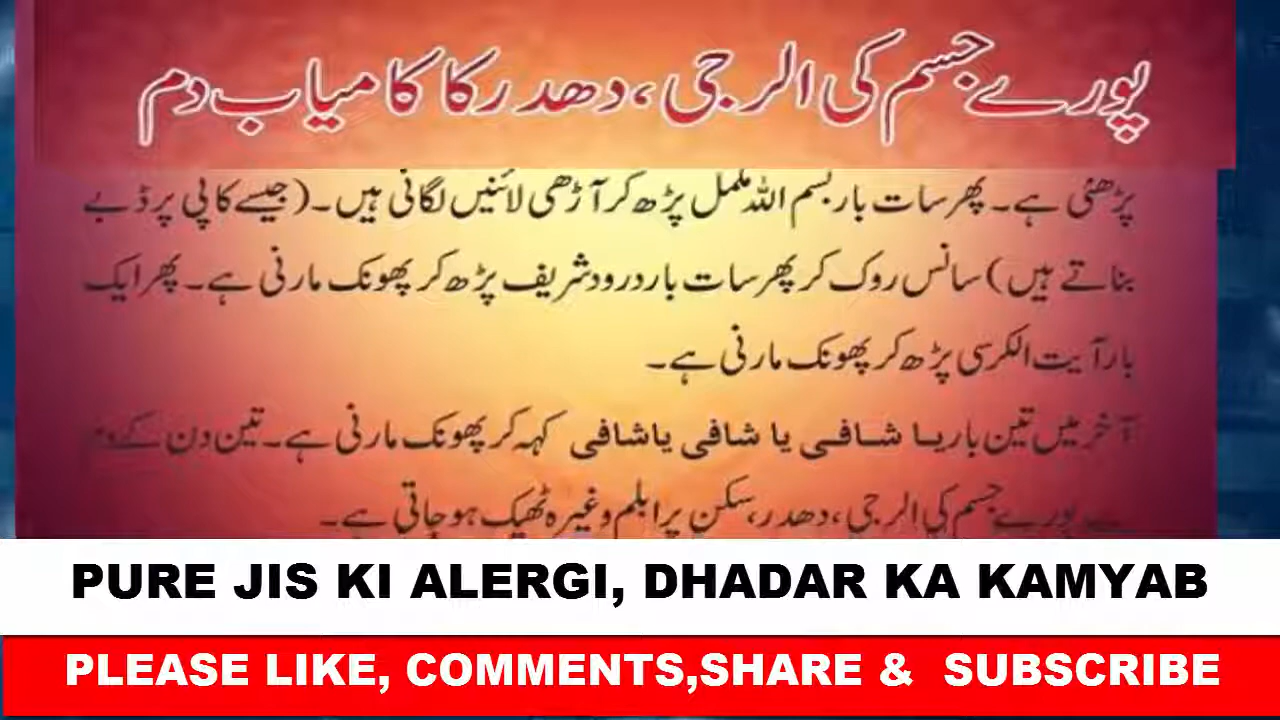 پورے جسم کی الرجی، دھدر کا کامیاب دم
پڑھنی ہے۔ پھر سات بار بسم اللہ مکمل پڑھ کر آڑھی لائنیں لگانی ہیں۔ (جیسے کاپی پر ڈبے
بناتے ہیں) سانس روک کر پھر سات بار درود شریف پڑھ کر پھونک مارنی ہے۔ پھر ایک
بار آیت الکرسی پڑھ کر پھونک مارنی ہے۔
آخر میں تین بار یا شافی یا شافی یاشافی کہہ کر پھونک مارنی ہے۔ تین دن کے دم
سے پورے جسم کی الرجی، دھدر، سکن پرابلم وغیرہ ٹھیک ہو جاتی ہے۔
PURE JIS KI ALERGI, DHADAR KA KAMYAB
PLEASE LIKE, COMMENTS,SHARE & SUBSCRIBE